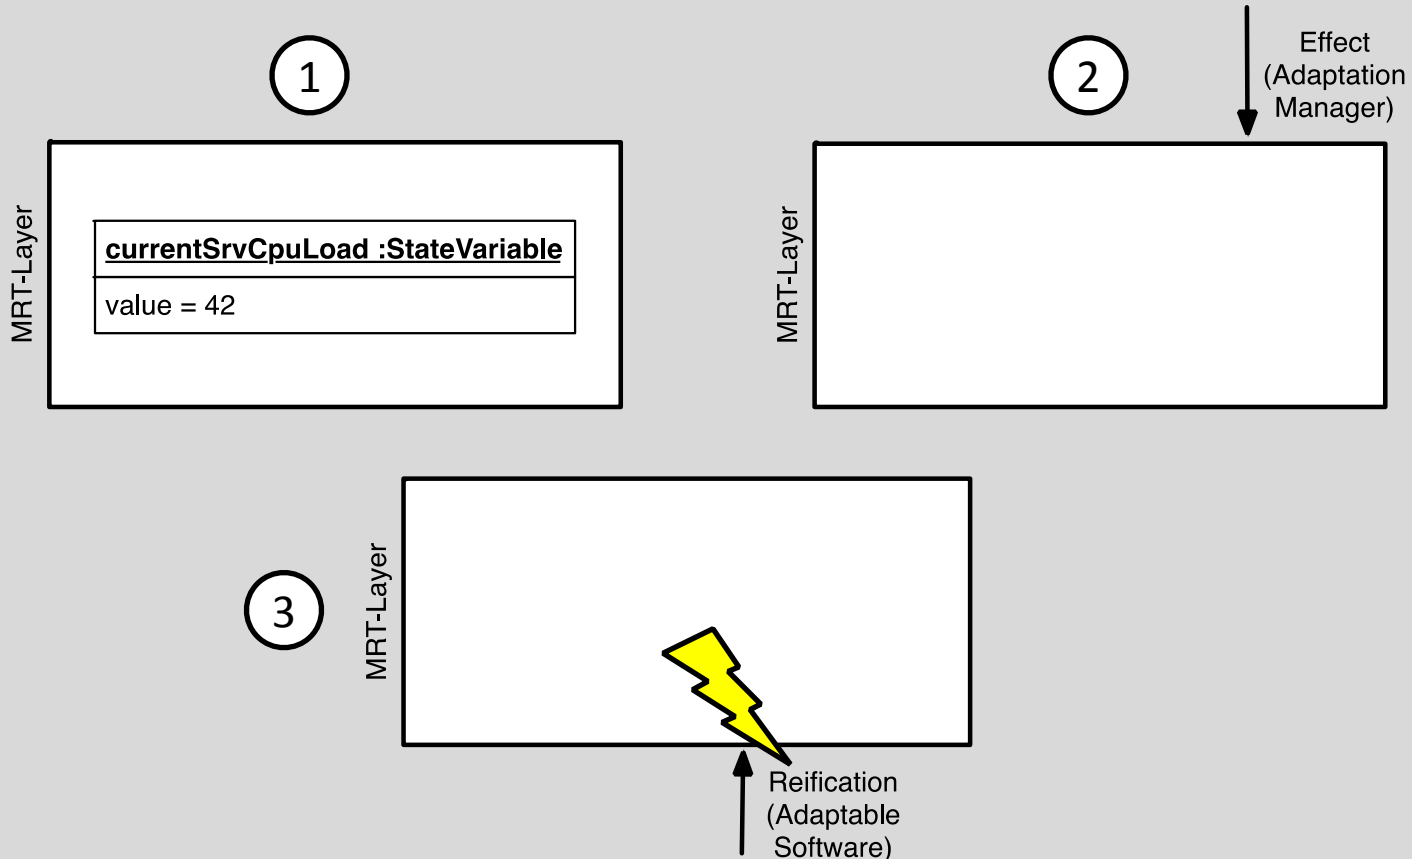 1
MRT-Layer
currentSrvCpuLoad :StateVariable
value = 42
2
Effect
(Adaptation
Manager)
MRT-Layer
3
MRT-Layer
Reification
(Adaptable
Software)